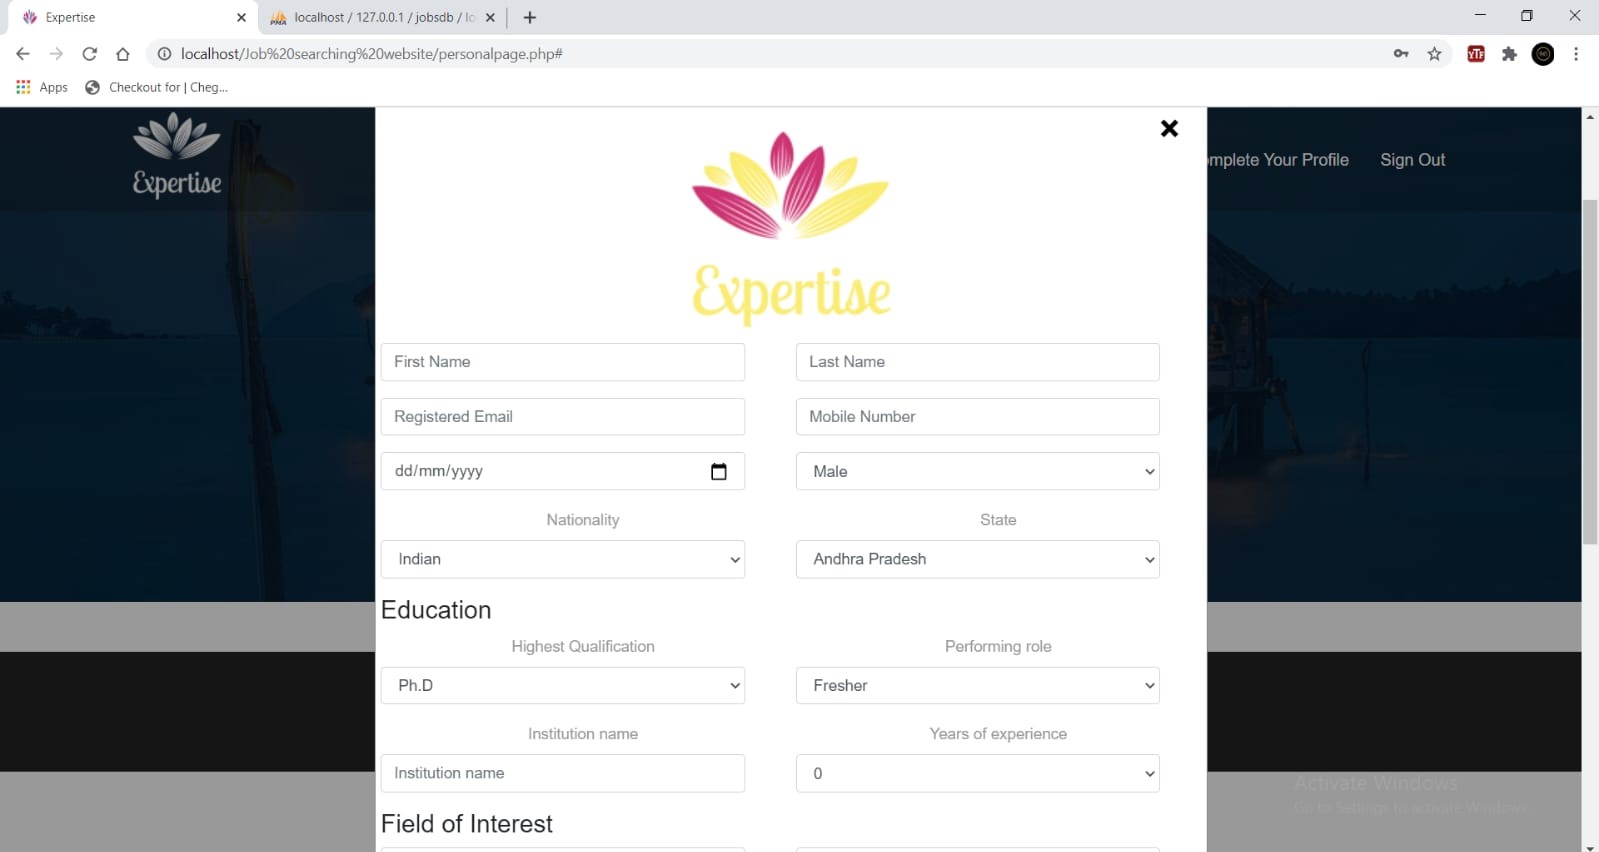 Expertise
localhost / 127.0.0.1 / jobsdb / lo
localhost/Job%20searching%20website/personalpage.php#
YTF
Apps
Checkout for | Cheg...
Expertise
omplete Your Profile
Sign Out
Expertise
First Name
Last Name
Registered Email
Mobile Number
dd/mm/yyyy
Male
Nationality
State
Indian
Andhra Pradesh
Education
Highest Qualification
Performing role
Ph.D
Fresher
Institution name
Years of experience
Institution name
0
Activate Windows
Go to Settings to activate Windows.
Field of Interest